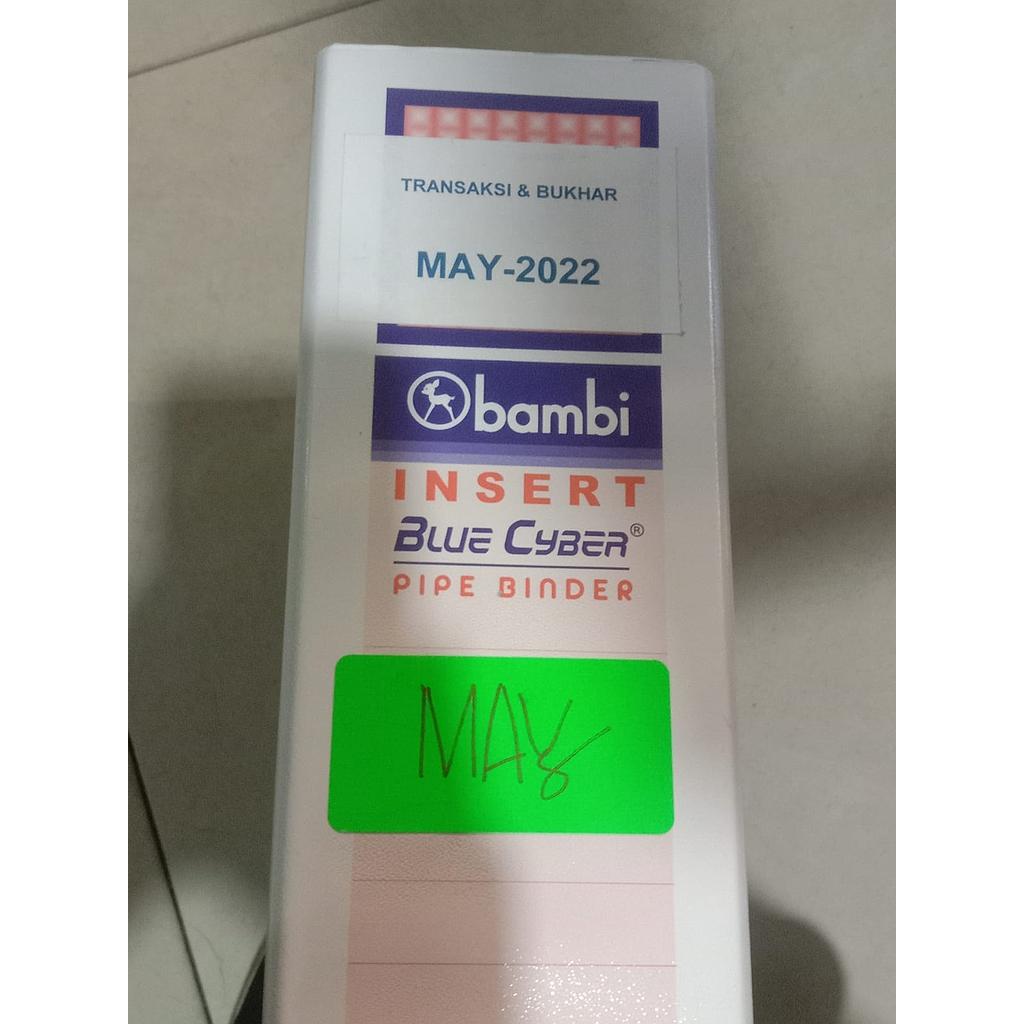 TRANSAKSI & BUKHAR
MAY-2022
bambi
INSERT
BLUE CYBER®
PIPE BINDER
MAY